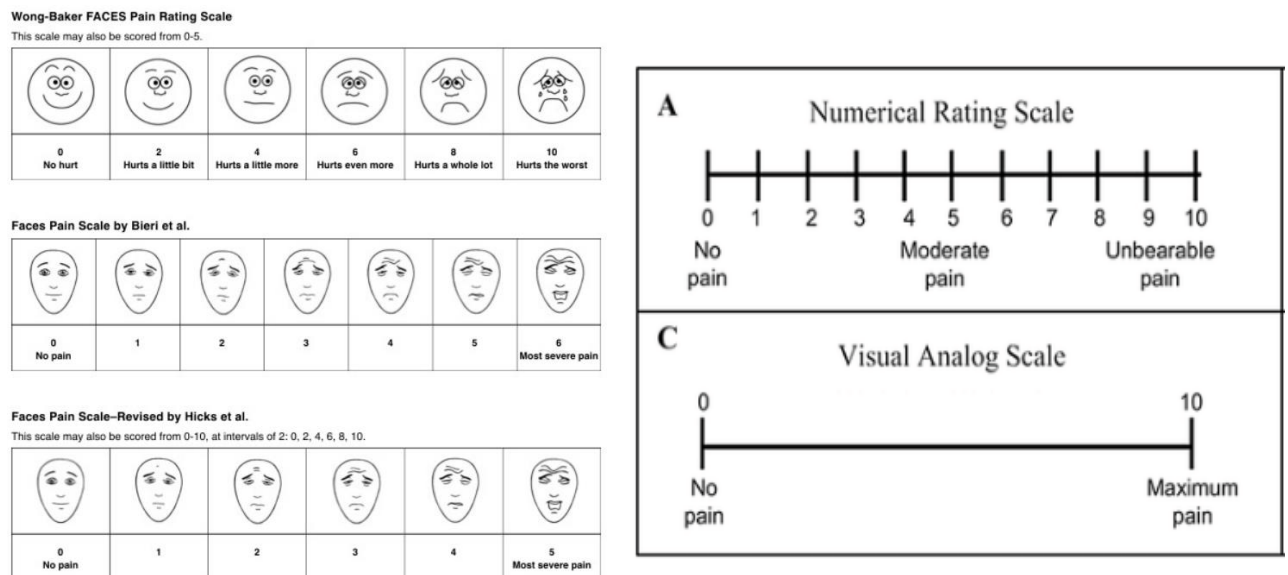 Wong-Baker FACES Pain Rating Scale
This scale may also be scored from 0-5.
0 2 4 6 8 10
No hurt Hurts a little bit Hurts a little more Hurts even more Hurts a whole lot Hurts the worst
Faces Pain Scale by Bieri et al.
0 1 2 3 4 5 6
No pain Most severe pain
Faces Pain Scale–Revised by Hicks et al.
This scale may also be scored from 0-10, at intervals of 2: 0, 2, 4, 6, 8, 10.
0 1 2 3 4 5
No pain Most severe pain
A Numerical Rating Scale
0 1 2 3 4 5 6 7 8 9 10
No Moderate Unbearable
pain pain pain
C Visual Analog Scale
0 10
No Maximum
pain pain